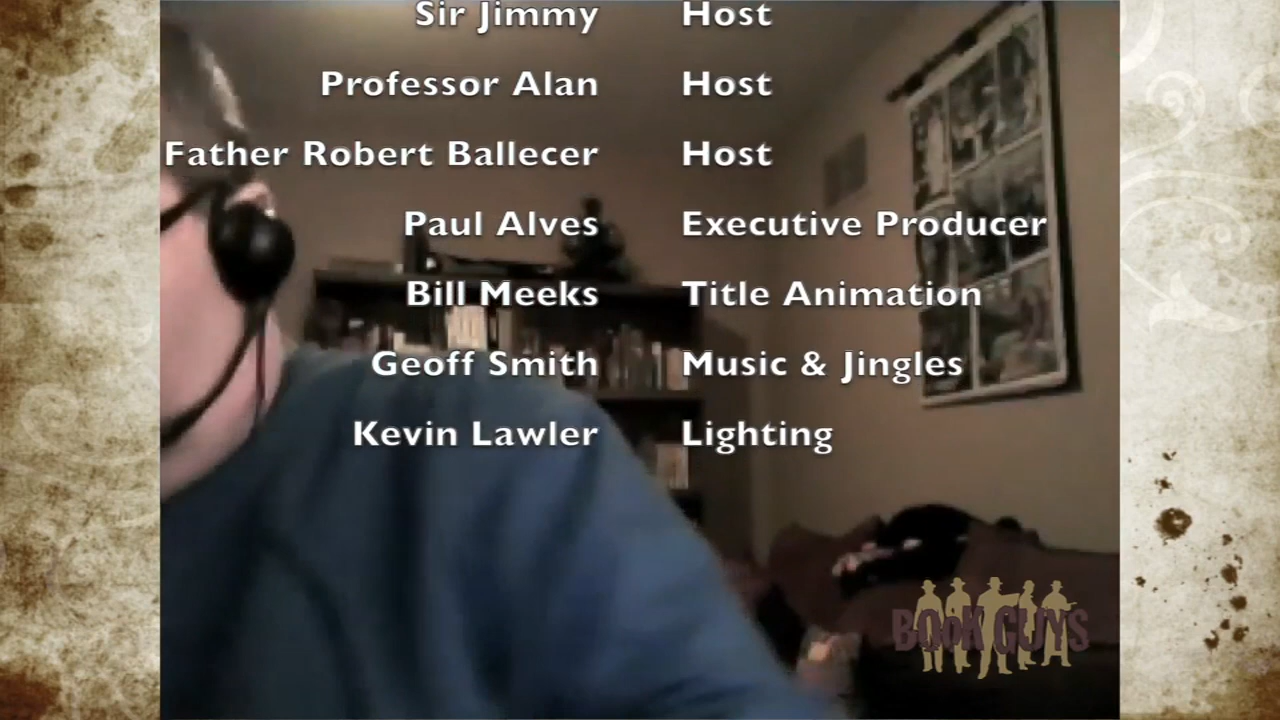 Sir Jimmy Host
Professor Alan Host
Father Robert Ballecer Host
Paul Alves Executive Producer
Bill Meeks Title Animation
Geoff Smith Music & Jingles
Kevin Lawler Lighting
BOOK GUYS